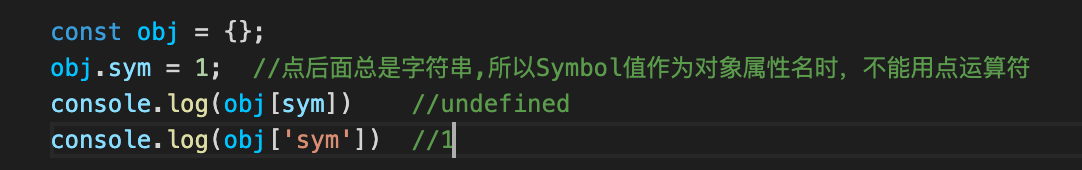 const obj = {};
obj.sym = 1;  //点后面总是字符串,所以Symbol值作为对象属性名时，不能用点运算符
console.log(obj[sym])    //undefined
console.log(obj['sym'])  //1